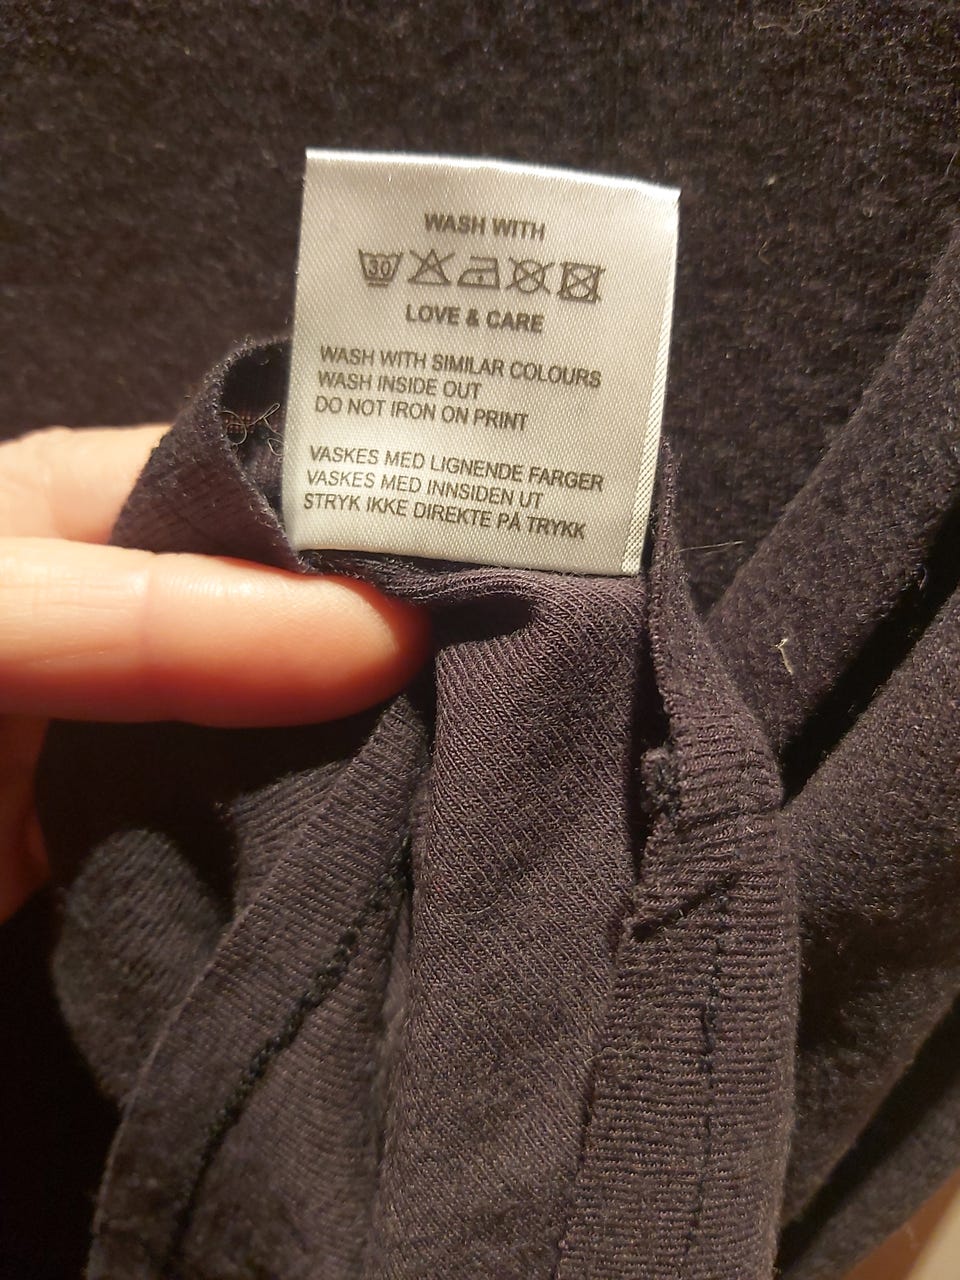 WASH WITH
30
LOVE & CARE
WASH WITH SIMILAR COLOURS
WASH INSIDE OUT
DO NOT IRON ON PRINT
VASKES MED LIGNENDE FARGER
VASKES MED INNSIDEN UT
STRYK IKKE DIREKTE PÅ TRYKK